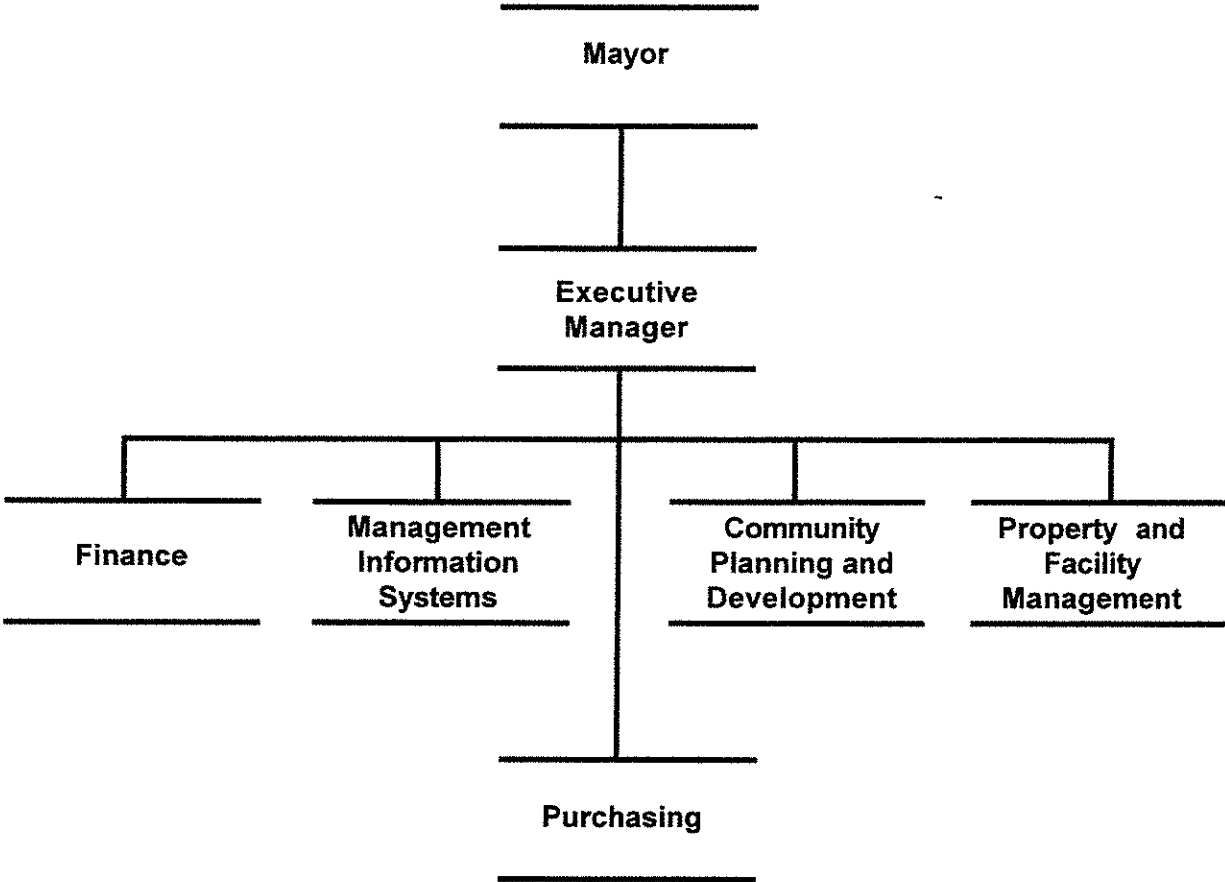 Mayor
Executive
Manager
Finance
Management
Information
Systems
Community
Planning and
Development
Property and
Facility
Management
Purchasing